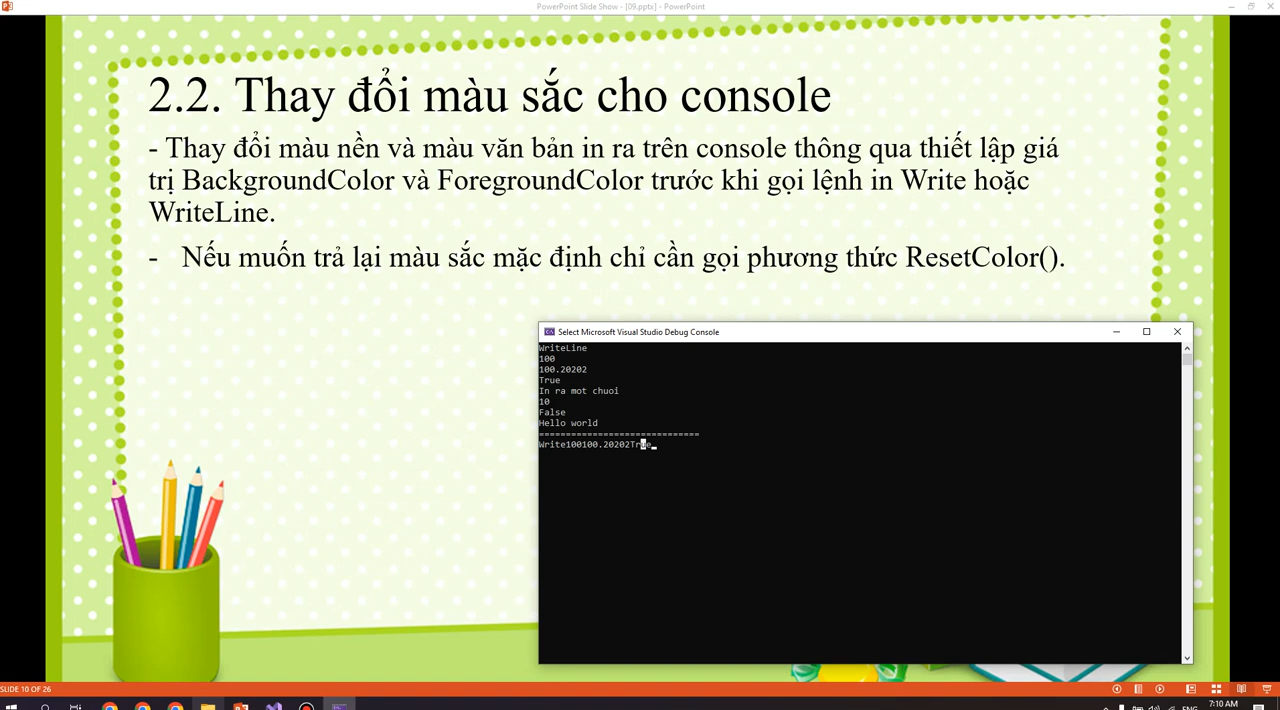 PowerPoint Slide Show - [09.pptx] - PowerPoint
2.2. Thay đổi màu sắc cho console
- Thay đổi màu nền và màu văn bản in ra trên console thông qua thiết lập giá
trị BackgroundColor và ForegroundColor trước khi gọi lệnh in Write hoặc
WriteLine.
- Nếu muốn trả lại màu sắc mặc định chỉ cần gọi phương thức ResetColor().
Select Microsoft Visual Studio Debug Console
WriteLine
100
100.20202
True
In ra mot chuoi
10
False
Hello world
==============================
Write100100.20202True
SLIDE 10 OF 26
ENG
7:10 AM